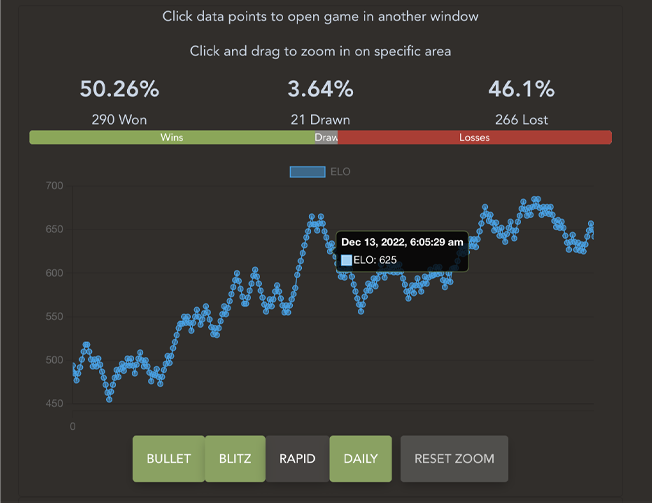 Click data points to open game in another window
Click and drag to zoom in on specific area
50.26% 3.64% 46.1%
290 Won 21 Drawn 266 Lost
Wins Draw Losses
ELO
700
650
Dec 13, 2022, 6:05:29 am
ELO: 625
600
550
500
450
0
BULLET BLITZ RAPID DAILY RESET ZOOM